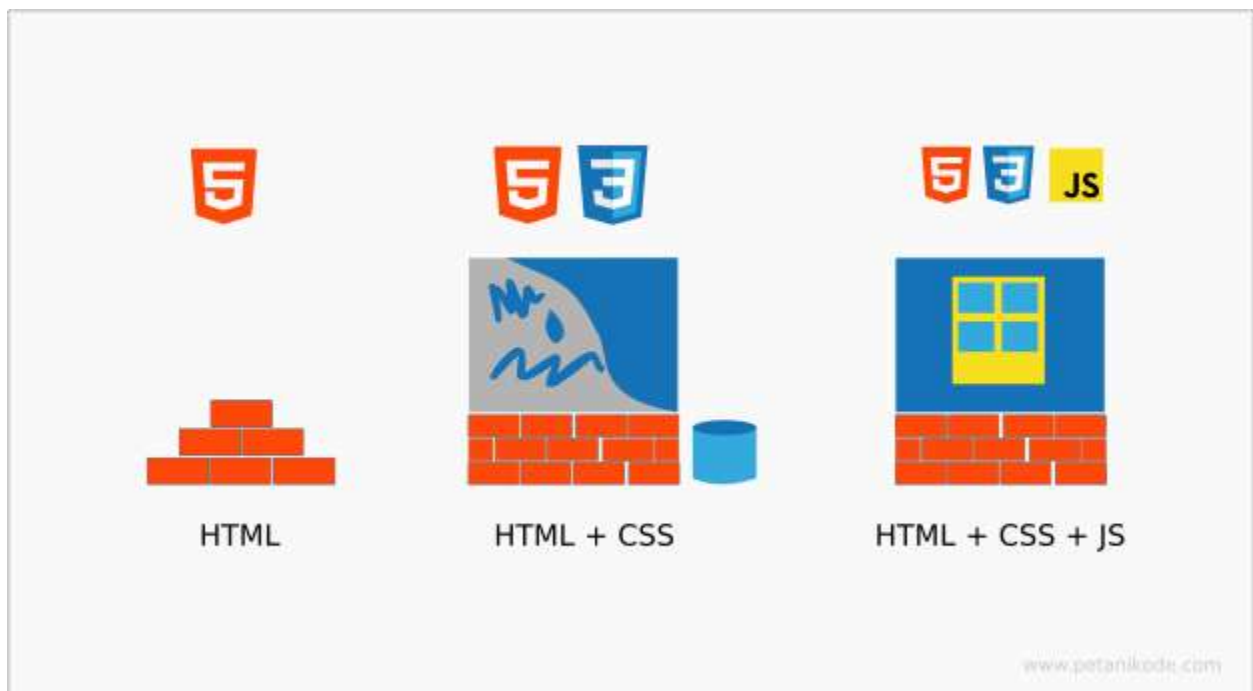 5
5 3
5 3 JS
HTML
HTML + CSS
HTML + CSS + JS
www.petanikode.com